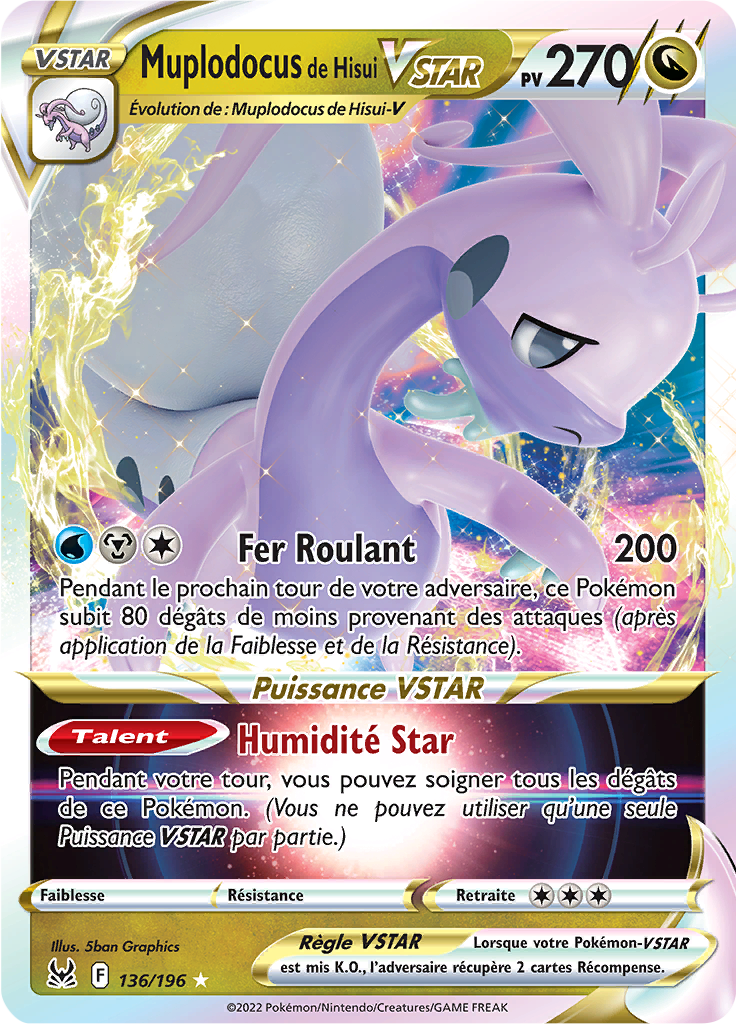 VSTAR
Muplodocus de Hisui VSTAR PV 270
Évolution de : Muplodocus de Hisui-V
Fer Roulant 200
Pendant le prochain tour de votre adversaire, ce Pokémon
subit 80 dégâts de moins provenant des attaques (après
application de la Faiblesse et de la Résistance).
Puissance VSTAR
Talent Humidité Star
Pendant votre tour, vous pouvez soigner tous les dégâts
de ce Pokémon. (Vous ne pouvez utiliser qu'une seule
Puissance VSTAR par partie.)
Faiblesse Résistance Retraite
Illus. 5ban Graphics
Règle VSTAR Lorsque votre Pokémon-VSTAR
est mis K.O., l'adversaire récupère 2 cartes Récompense.
F 136/196
©2022 Pokémon/Nintendo/Creatures/GAME FREAK